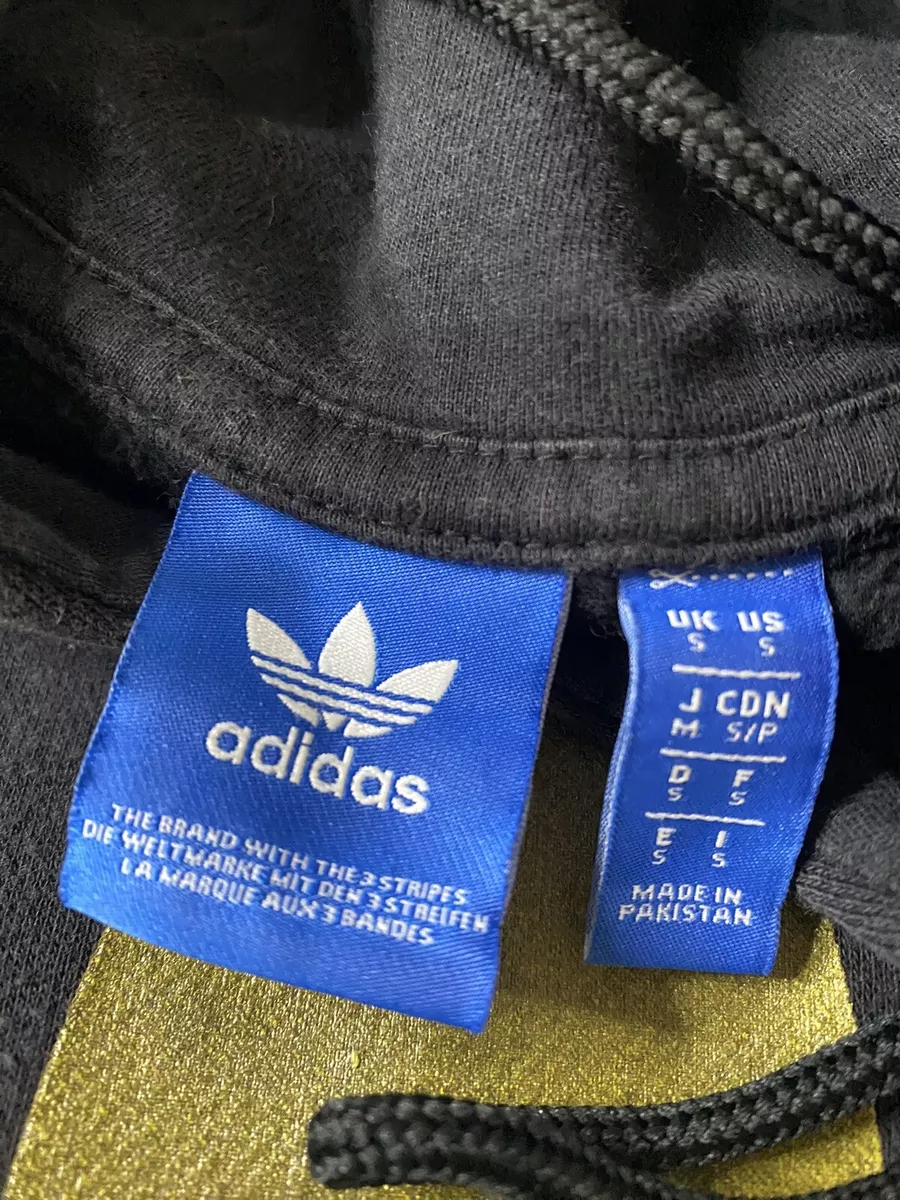 adidas
THE BRAND WITH THE 3 STRIPES
DIE WELTMARKE MIT DEN 3 STREIFEN
LA MARQUE AUX 3 BANDES
UK US
S S
J CDN
M S/P
D F
S S
E I
S S
MADE IN
PAKISTAN